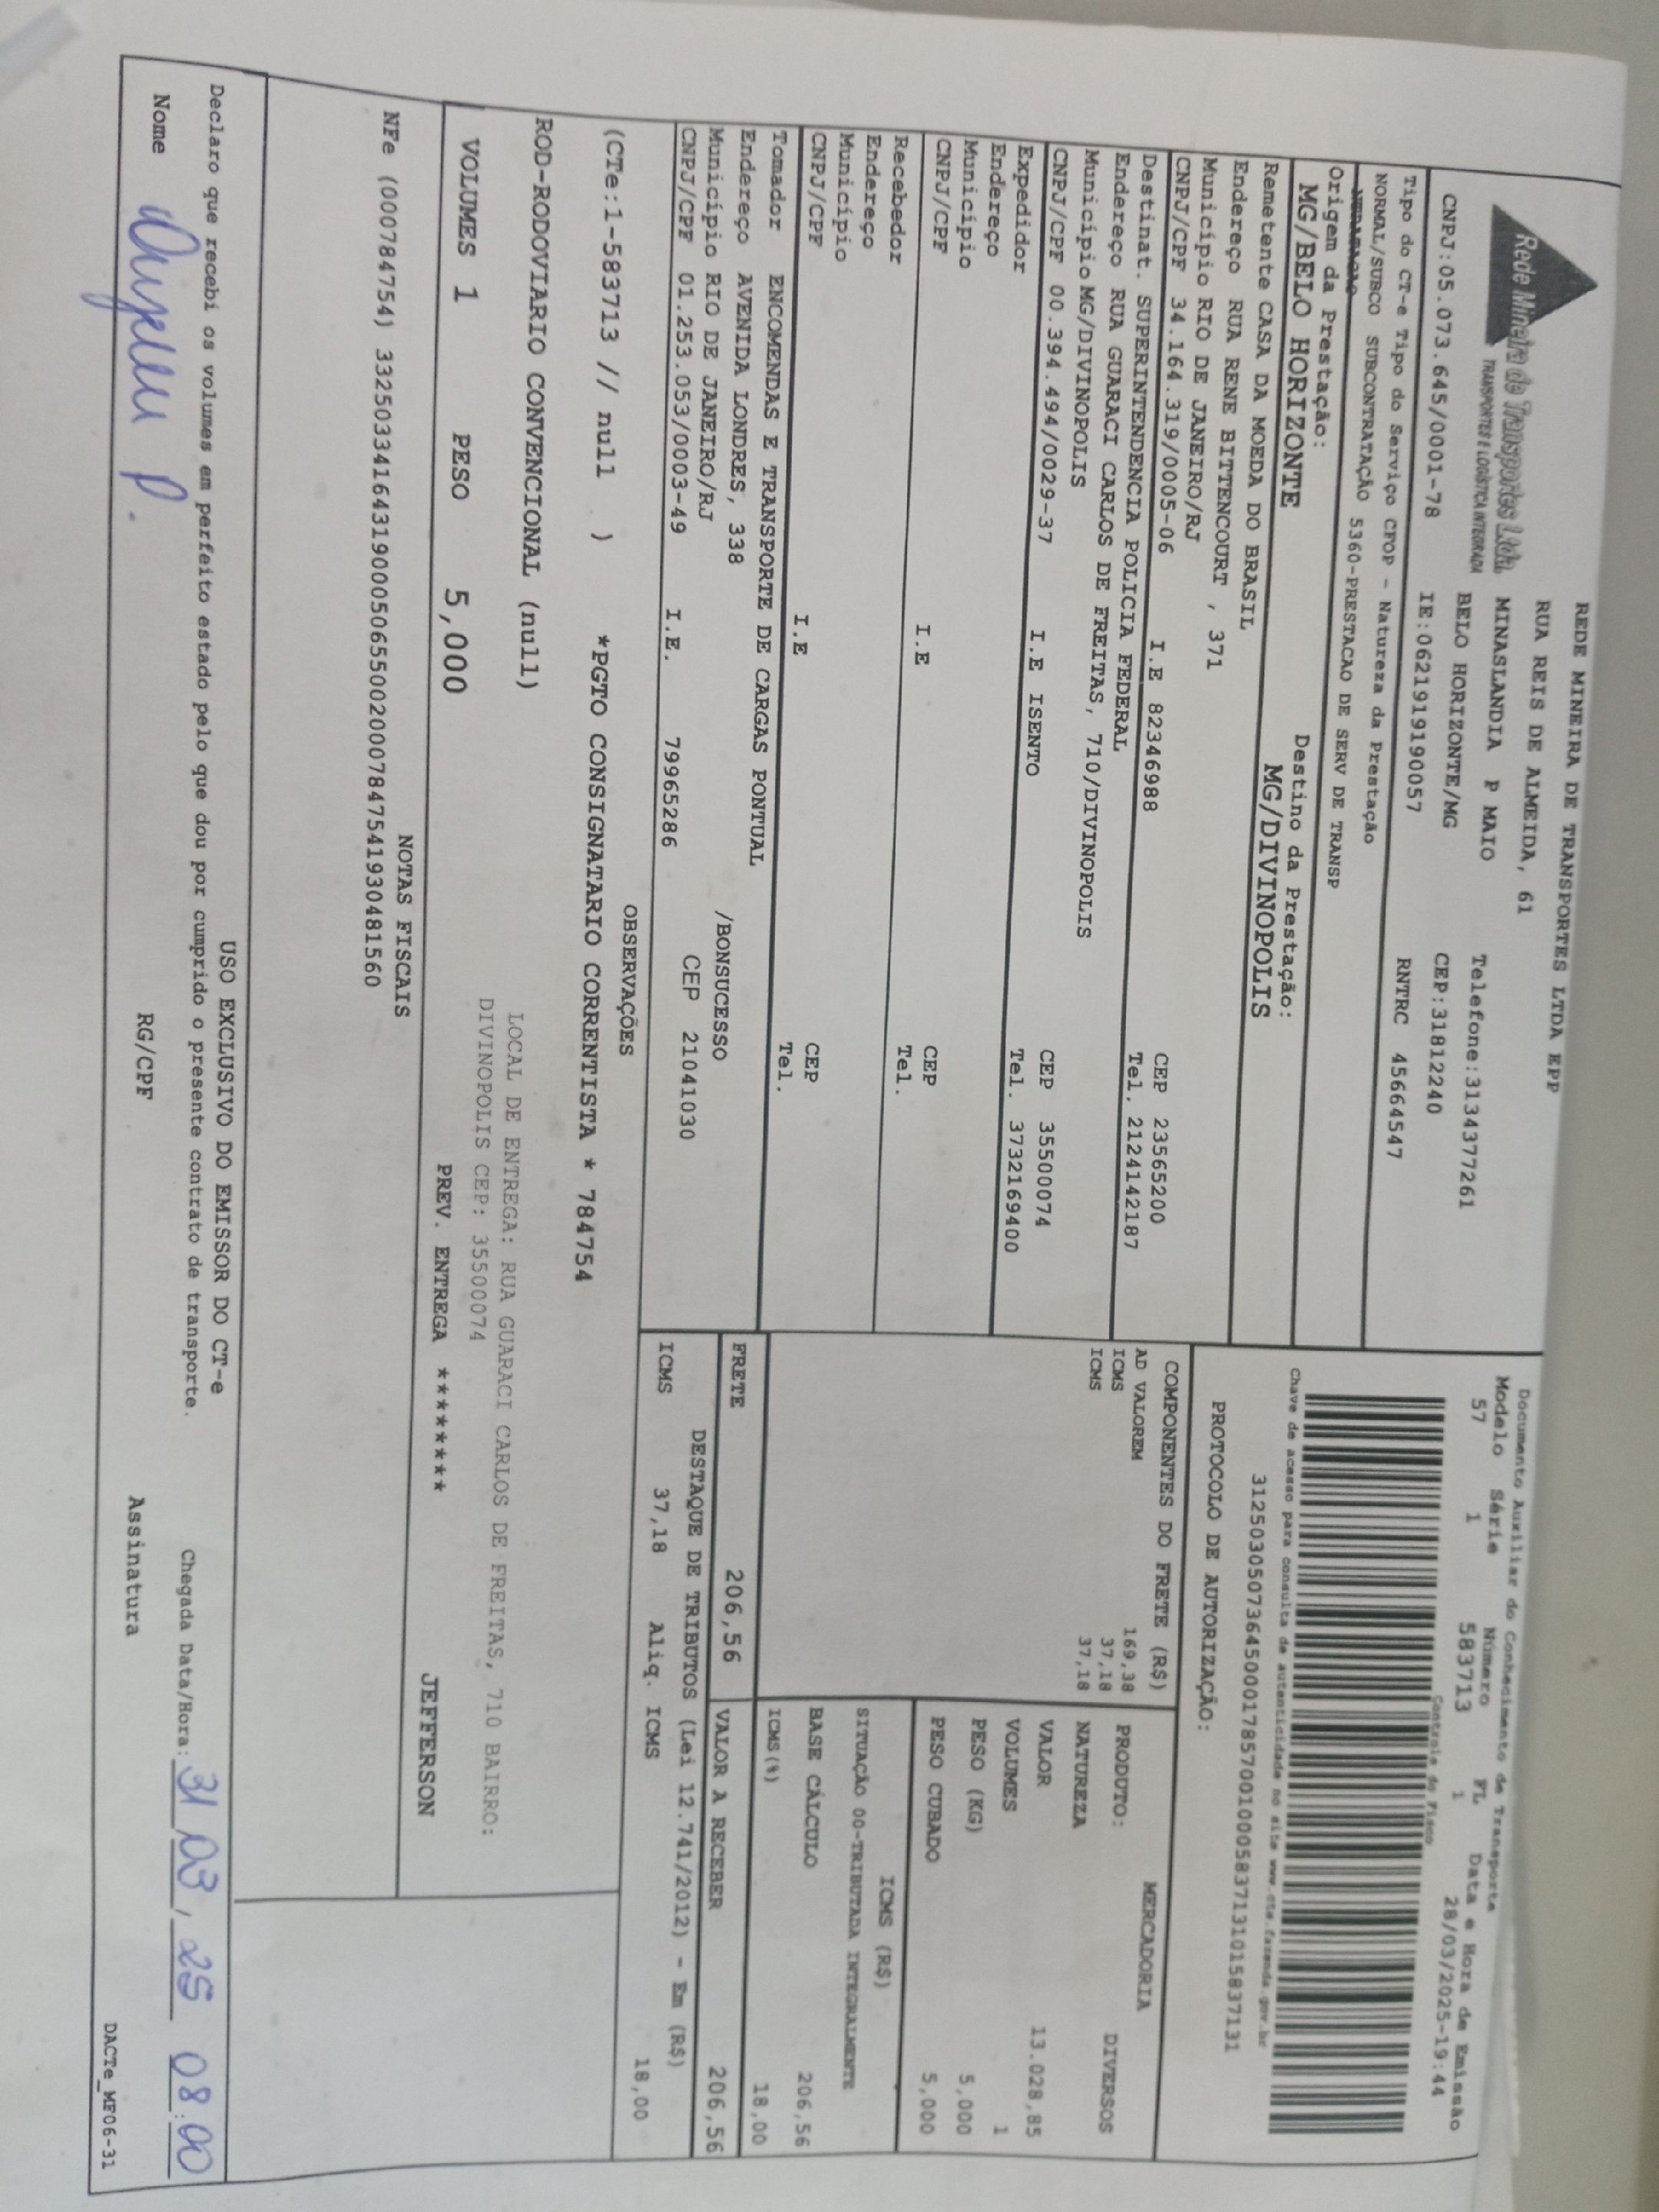 Rede Mineira de Transportes Ltda.
TRANSPORTES E LOGÍSTICA INTEGRADA
REDE MINEIRA DE TRANSPORTES LTDA EPP
RUA REIS DE ALMEIDA, 61
MINASLANDIA P MAIO Telefone:3134377261
BELO HORIZONTE/MG CEP:31812240
CNPJ:05.073.645/0001-78 IE:0621919190057 RNTRC 45664547
Tipo do CT-e Tipo do Serviço CFOP - Natureza da Prestação
NORMAL/SUBCO SUBCONTRATAÇÃO 5360-PRESTACAO DE SERV DE TRANSP
Origem da Prestação: Destino da Prestação:
MG/BELO HORIZONTE MG/DIVINOPOLIS
Documento Auxiliar do Conhecimento de Transporte
Modelo Série Número FL Data e Hora de Emissão
57 1 583713 1 28/03/2025-19:44
Controle do Fisco
Chave de acesso para consulta de autenticidade no site www.cte.fazenda.gov.br
31250305073645000178570010005837131015837131
PROTOCOLO DE AUTORIZAÇÃO:
Remetente CASA DA MOEDA DO BRASIL
Endereço RUA RENE BITTENCOURT , 371
Município RIO DE JANEIRO/RJ CEP 23565200
CNPJ/CPF 34.164.319/0005-06 I.E 82346988 Tel. 2124142187
Destinat. SUPERINTENDENCIA POLICIA FEDERAL
Endereço RUA GUARACI CARLOS DE FREITAS, 710/DIVINOPOLIS
Município MG/DIVINOPOLIS CEP 35500074
CNPJ/CPF 00.394.494/0029-37 I.E ISENTO Tel. 3732169400
Expedidor
Endereço
Município CEP
CNPJ/CPF I.E Tel.
Recebedor
Endereço
Município CEP
CNPJ/CPF I.E Tel.
Tomador ENCOMENDAS E TRANSPORTE DE CARGAS PONTUAL
Endereço AVENIDA LONDRES, 338 /BONSUCESSO
Município RIO DE JANEIRO/RJ CEP 21041030
CNPJ/CPF 01.253.053/0003-49 I.E. 79965286
COMPONENTES DO FRETE (R$)
AD VALOREM 169,38
ICMS 37,18
ICMS 37,18
MERCADORIA
PRODUTO: DIVERSOS
NATUREZA
VALOR 13.028,85
VOLUMES 1
PESO (KG) 5,000
PESO CUBADO 5,000
ICMS (R$)
SITUAÇÃO 00-TRIBUTADA INTEGRALMENTE
BASE CÁLCULO 206,56
ICMS(%) 18,00
FRETE 206,56 VALOR A RECEBER 206,56
DESTAQUE DE TRIBUTOS (Lei 12.741/2012) - Em (R$)
ICMS 37,18 Aliq. ICMS 18,00
OBSERVAÇÕES
(CTe:1-583713 // null ) *PGTO CONSIGNATARIO CORRENTISTA * 784754
ROD-RODOVIARIO CONVENCIONAL (null)
LOCAL DE ENTREGA: RUA GUARACI CARLOS DE FREITAS, 710 BAIRRO:
DIVINOPOLIS CEP: 35500074
VOLUMES 1 PESO 5,000 PREV. ENTREGA ******** JEFFERSON
NOTAS FISCAIS
NFe (000784754) 33250334164319000506550020007847541930481560
USO EXCLUSIVO DO EMISSOR DO CT-e
Declaro que recebi os volumes em perfeito estado pelo que dou por cumprido o presente contrato de transporte. Chegada Data/Hora: 31/03/25 08:00
Nome RG/CPF Assinatura
DACTe_MF06-31